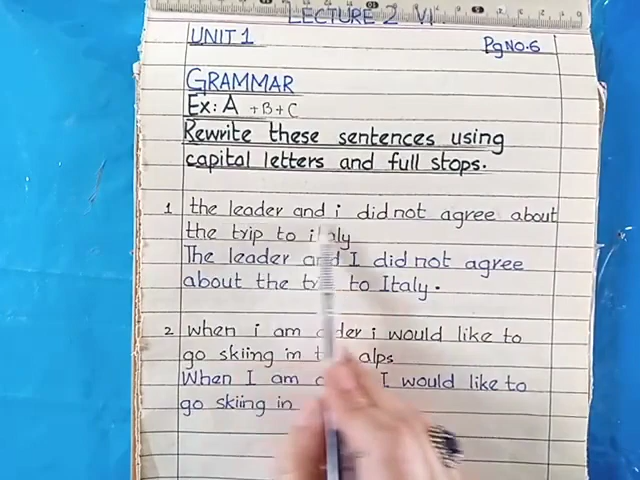 LECTURE 2 VI
UNIT 1
Pg No. 6
GRAMMAR
Ex: A + B + C
Rewrite these sentences using
capital letters and full stops.
1 the leader and i did not agree about
the trip to italy
The leader and I did not agree
about the to Italy.
2 when i am older i would like to
go skiing in alps
When I am I would like to
go skiing in